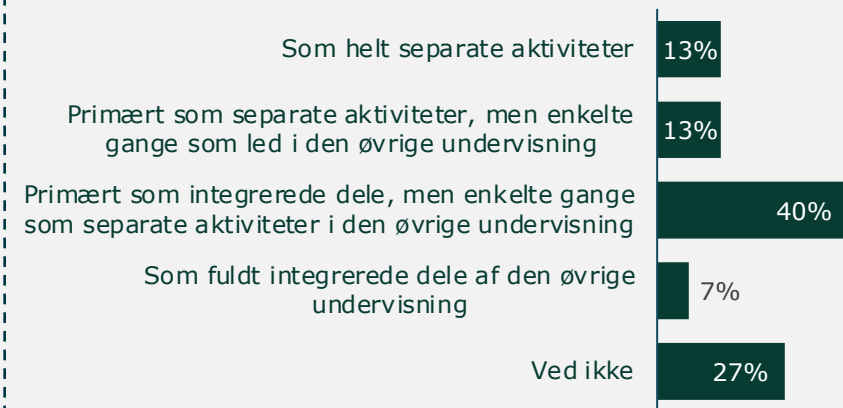 Som helt separate aktiviteter
13%
Primært som separate aktiviteter, men enkelte
gange som led i den øvrige undervisning
13%
Primært som integrerede dele, men enkelte gange
som separate aktiviteter i den øvrige undervisning
40%
Som fuldt integrerede dele af den øvrige
undervisning
7%
Ved ikke
27%